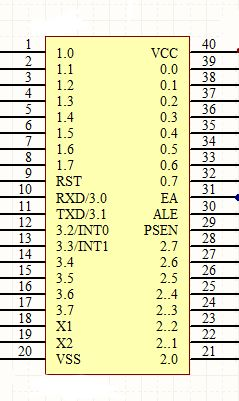 1 1.0 VCC 40
2 1.1 0.0 39
3 1.2 0.1 38
4 1.3 0.2 37
5 1.4 0.3 36
6 1.5 0.4 35
7 1.6 0.5 34
8 1.7 0.6 33
9 RST 0.7 32
10 RXD/3.0 EA 31
11 TXD/3.1 ALE 30
12 3.2/INT0 PSEN 29
13 3.3/INT1 2.7 28
14 3.4 2.6 27
15 3.5 2.5 26
16 3.6 2..4 25
17 3.7 2..3 24
18 X1 2..2 23
19 X2 2..1 22
20 VSS 2.0 21